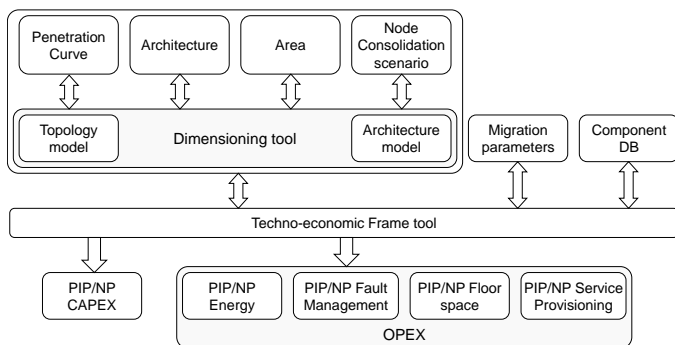 Penetration
Curve
Architecture
Area
Node
Consolidation
scenario
Topology
model
Dimensioning tool
Architecture
model
Migration
parameters
Component
DB
Techno-economic Frame tool
PIP/NP
CAPEX
PIP/NP
Energy
PIP/NP Fault
Management
PIP/NP Floor
space
PIP/NP Service
Provisioning
OPEX